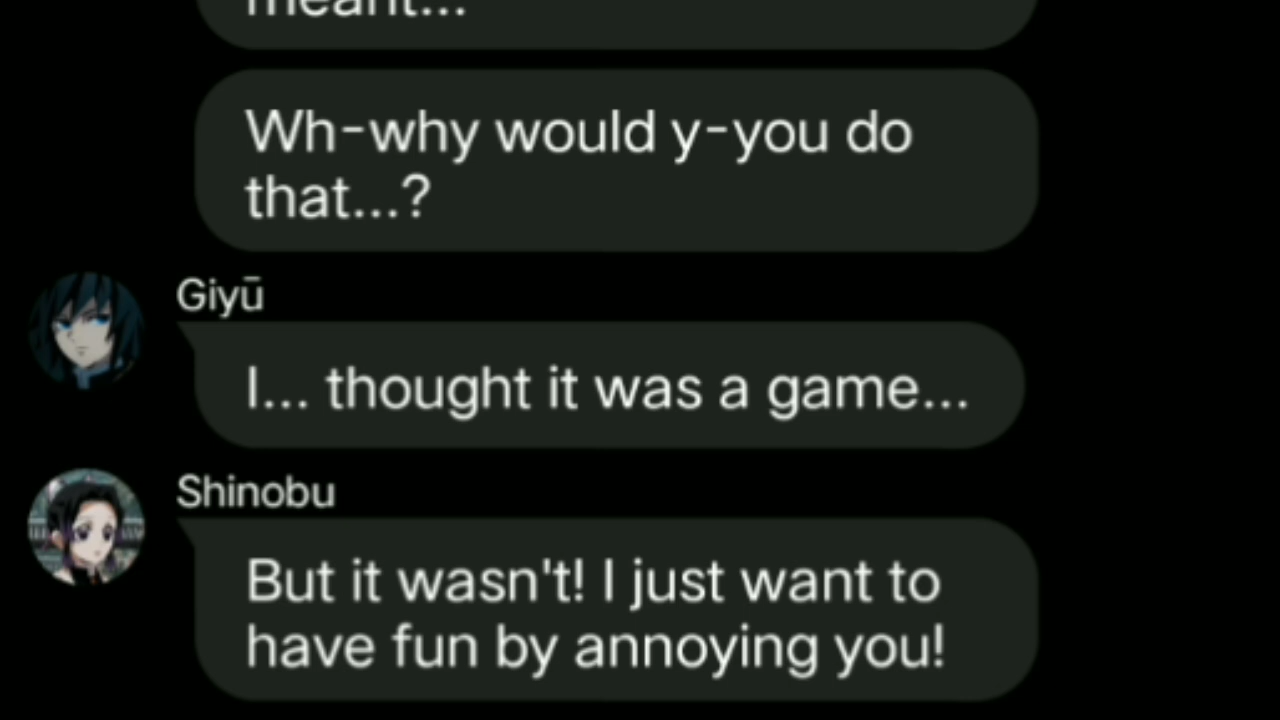 meant...
Wh-why would y-you do
that...?
Giyū
I... thought it was a game...
Shinobu
But it wasn't! I just want to
have fun by annoying you!